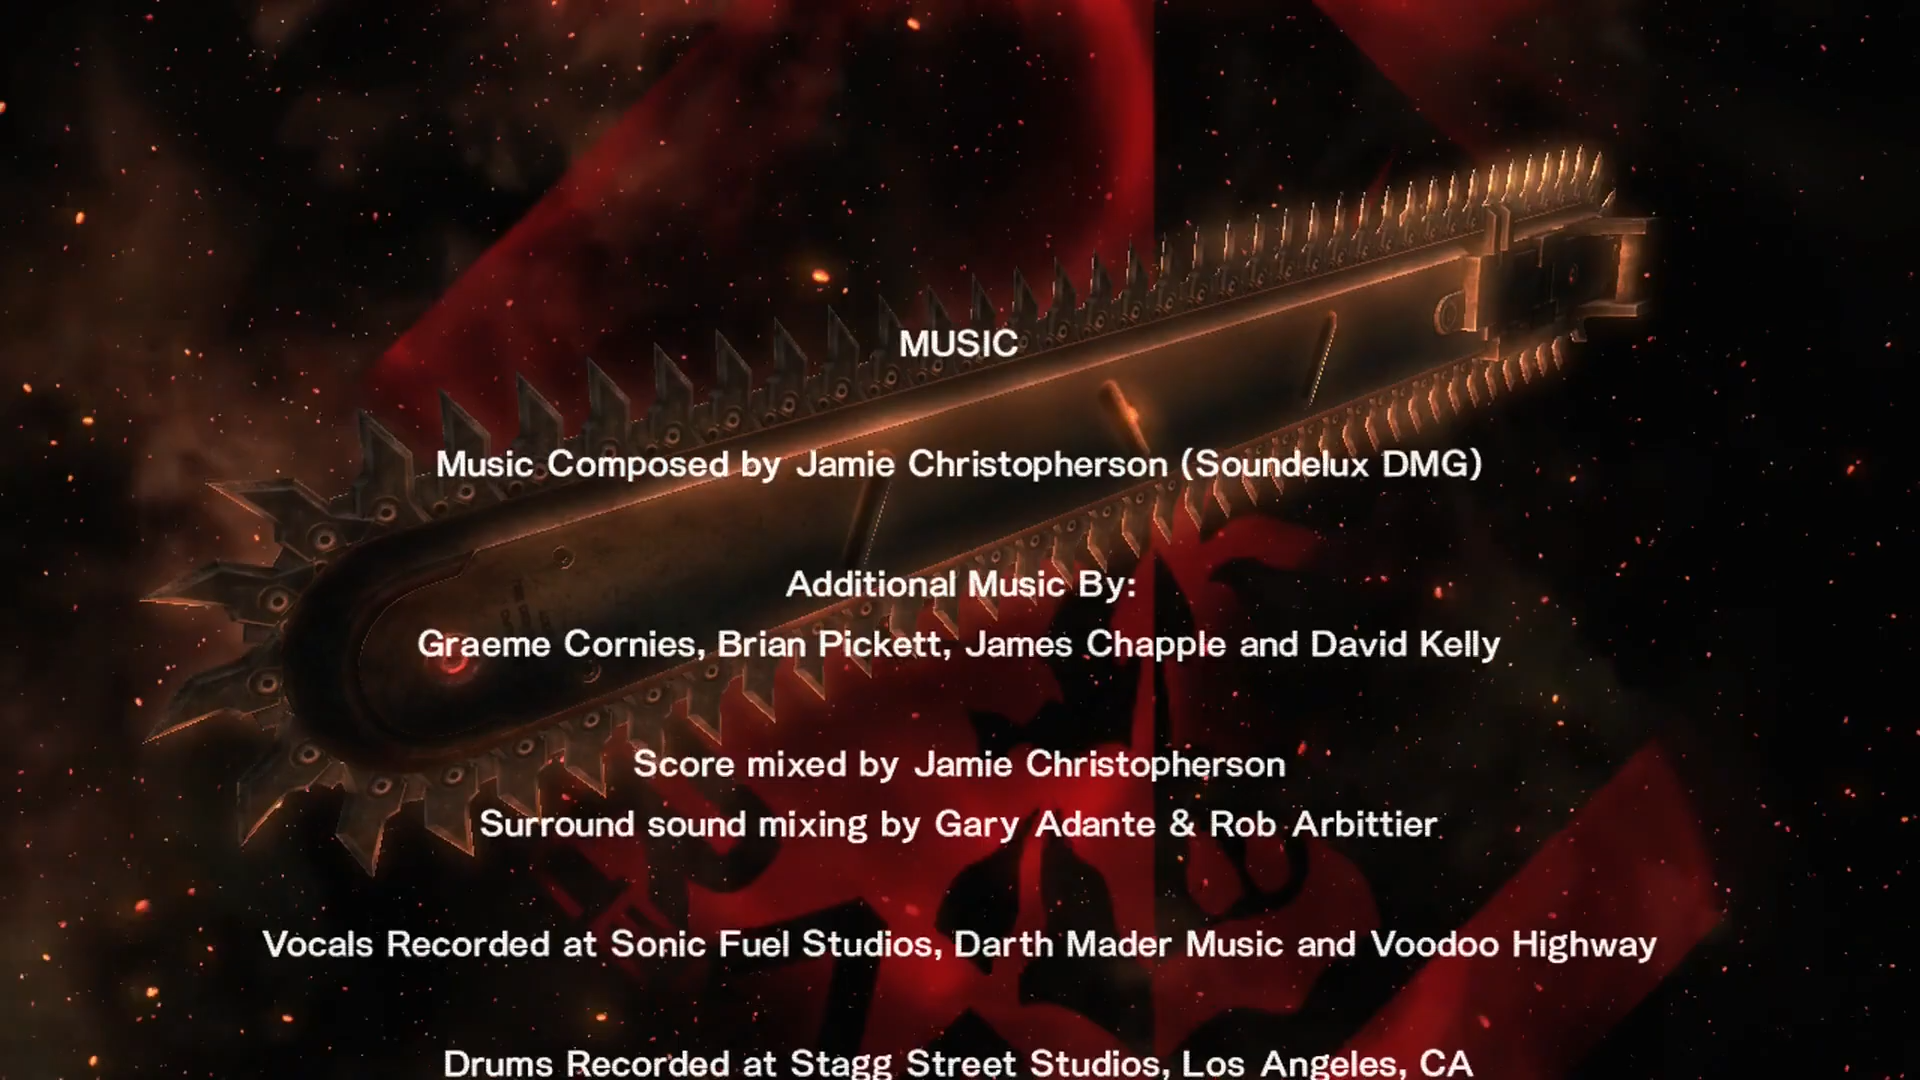 MUSIC
Music Composed by Jamie Christopherson (Soundelux DMG)
Additional Music By:
Graeme Cornies, Brian Pickett, James Chapple and David Kelly
Score mixed by Jamie Christopherson
Surround sound mixing by Gary Adante & Rob Arbittier
Vocals Recorded at Sonic Fuel Studios, Darth Mader Music and Voodoo Highway
Drums Recorded at Stagg Street Studios, Los Angeles, CA